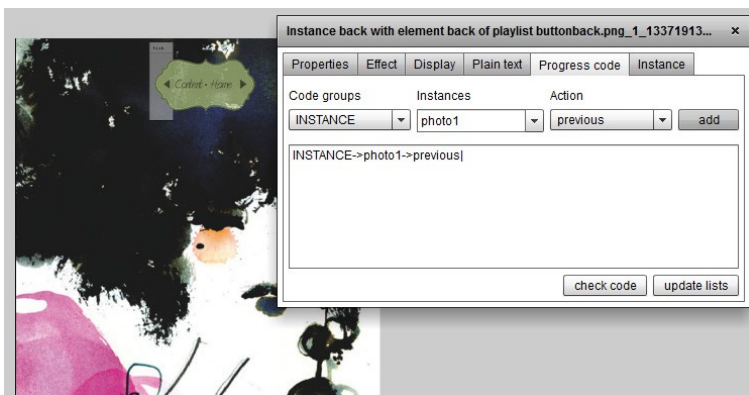 Instance back with element back of playlist buttonback.png_1_13371913... ×
Properties Effect Display Plain text Progress code Instance
Code groups Instances Action
INSTANCE photo1 previous add
INSTANCE->photo1->previous
check code update lists
Contact - Home